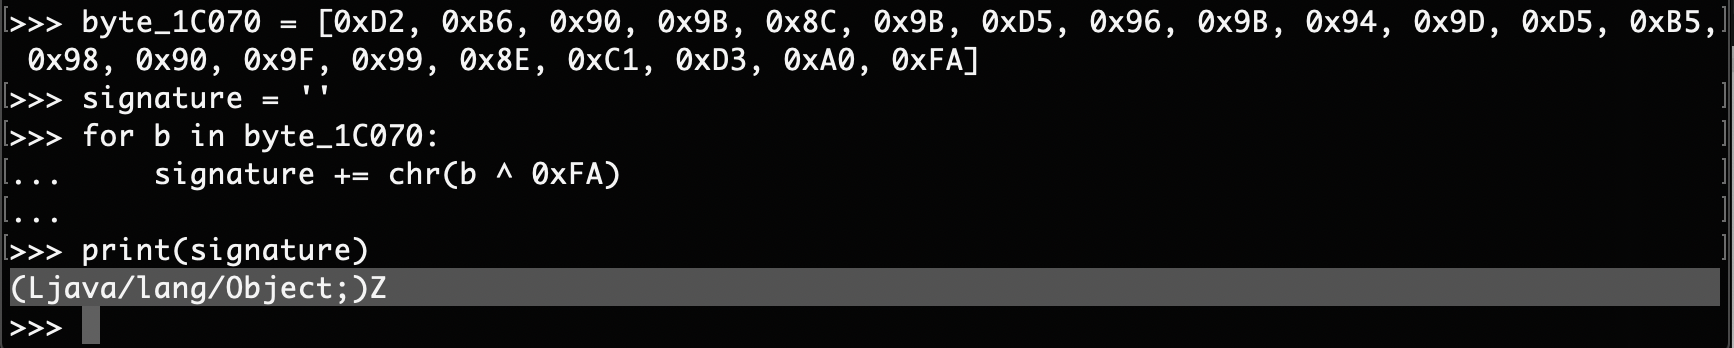 >>> byte_1C070 = [0xD2, 0xB6, 0x90, 0x9B, 0x8C, 0x9B, 0xD5, 0x96, 0x9B, 0x94, 0x9D, 0xD5, 0xB5,
 0x98, 0x90, 0x9F, 0x99, 0x8E, 0xC1, 0xD3, 0xA0, 0xFA]
>>> signature = ''
>>> for b in byte_1C070:
...     signature += chr(b ^ 0xFA)
...
>>> print(signature)
(Ljava/lang/Object;)Z
>>>